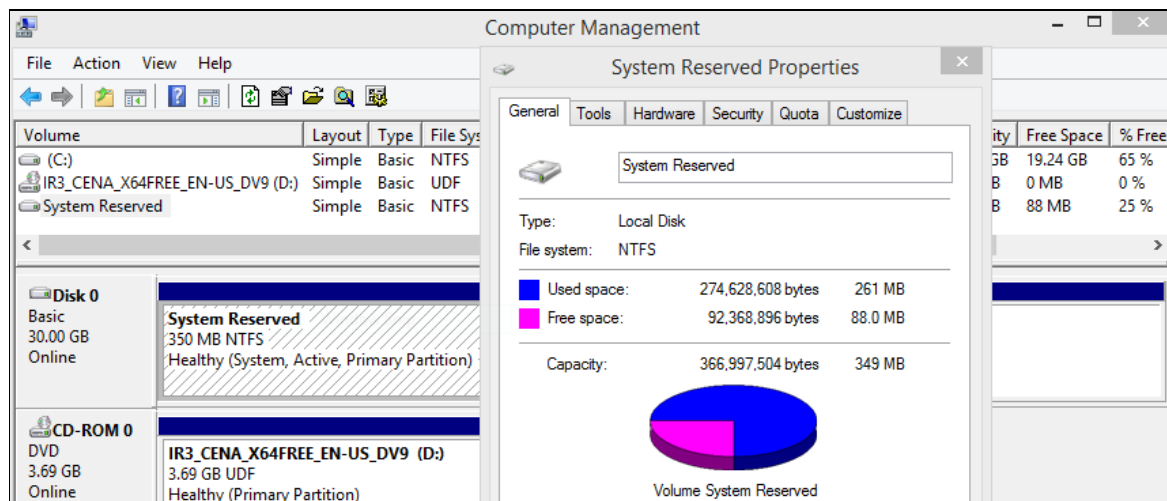 Computer Management
File Action View Help
System Reserved Properties
General Tools Hardware Security Quota Customize
Volume Layout Type File Sys ity Free Space % Free
(C:) Simple Basic NTFS GB 19.24 GB 65 %
IR3_CENA_X64FREE_EN-US_DV9 (D:) Simple Basic UDF B 0 MB 0 %
System Reserved Simple Basic NTFS B 88 MB 25 %
System Reserved
Type: Local Disk
File system: NTFS
Used space: 274,628,608 bytes 261 MB
Free space: 92,368,896 bytes 88.0 MB
Capacity: 366,997,504 bytes 349 MB
Volume System Reserved
Disk 0
Basic
30.00 GB
Online
System Reserved
350 MB NTFS
Healthy (System, Active, Primary Partition)
CD-ROM 0
DVD
3.69 GB
Online
IR3_CENA_X64FREE_EN-US_DV9 (D:)
3.69 GB UDF
Healthy (Primary Partition)